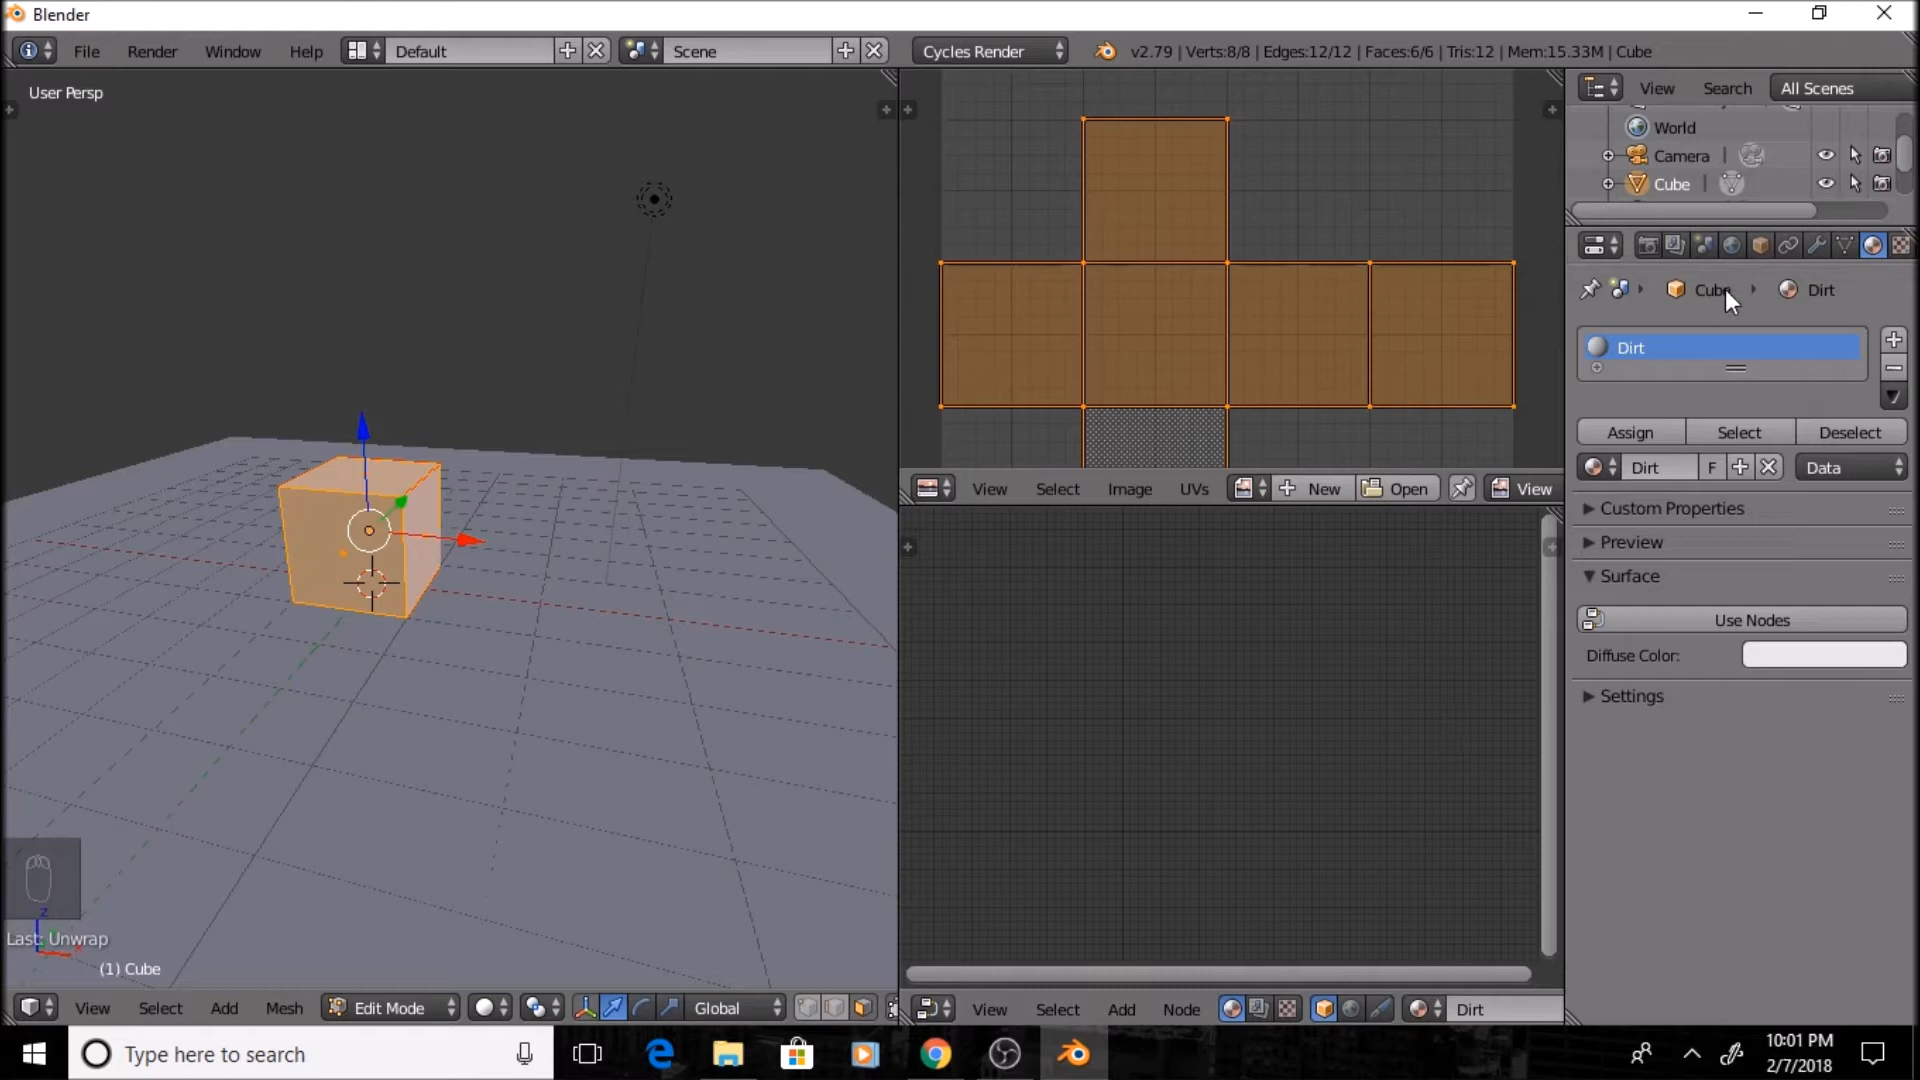 Blender
File Render Window Help Default Scene Cycles Render v2.79 | Verts:8/8 | Edges:12/12 | Faces:6/6 | Tris:12 | Mem:15.33M | Cube
User Persp
View Search All Scenes
World
Camera
Cube
Cube Dirt
Dirt
Assign Select Deselect
Dirt F Data
View Select Image UVs New Open View
Custom Properties
Preview
Surface
Use Nodes
Diffuse Color:
Settings
Z
Last: Unwrap
(1) Cube
View Select Add Mesh Edit Mode Global
View Select Add Node Dirt
Type here to search
10:01 PM
2/7/2018